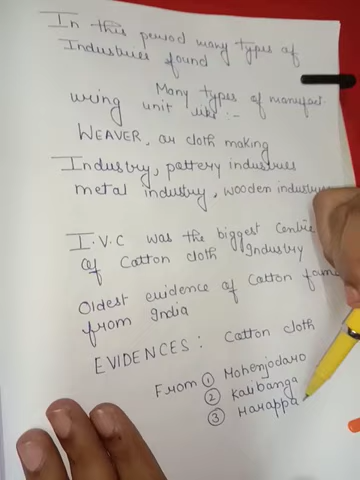 In this period many types of
Industries found
Many types of manufact-
uring unit like :-
WEAVER, or cloth making
Industry, pottery industries
metal industry, wooden industry
I.V.C was the biggest Centre
of Cotton cloth Industry
Oldest evidence of Cotton found
from India
EVIDENCES : Cotton cloth
From ① Mohenjodaro
② Kalibanga
③ Harappa